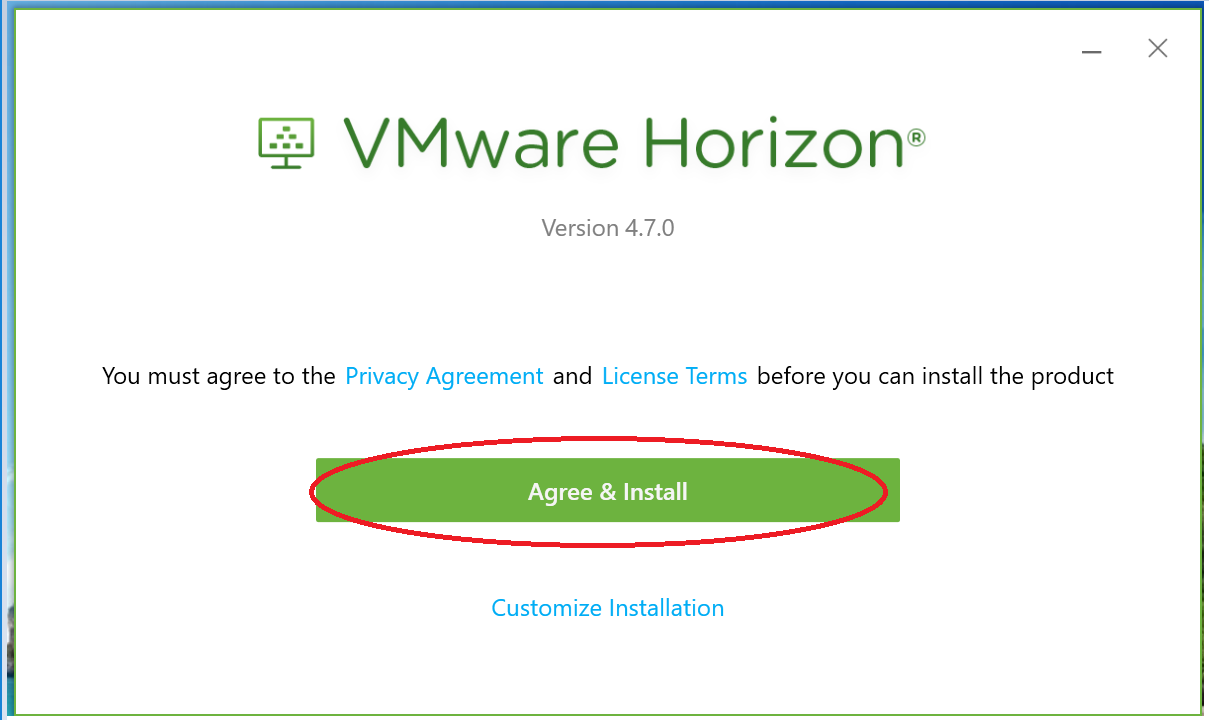 VMware Horizon®
Version 4.7.0
You must agree to the Privacy Agreement and License Terms before you can install the product
Agree & Install
Customize Installation